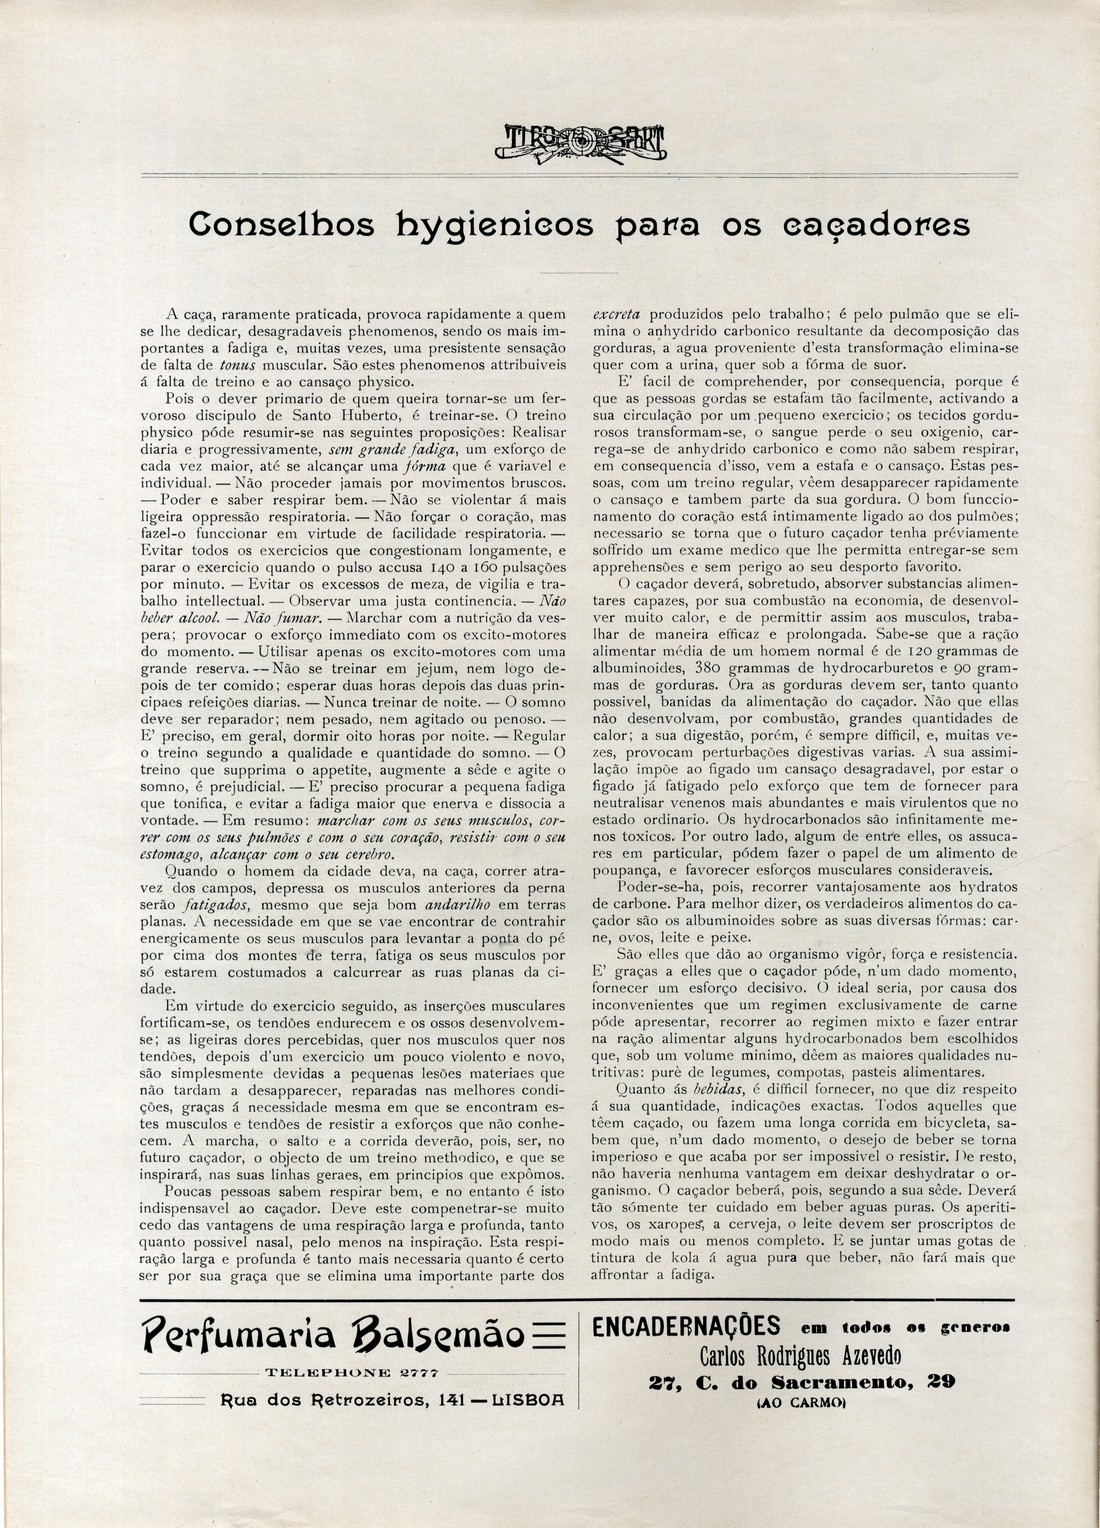 TIRO SPORT
Conselhos hygienicos para os caçadores
A caça, raramente praticada, provoca rapidamente a quem
se lhe dedicar, desagradaveis phenomenos, sendo os mais im-
portantes a fadiga e, muitas vezes, uma presistente sensação
de falta de tonus muscular. São estes phenomenos attribuiveis
á falta de treino e ao cansaço physico.
Pois o dever primario de quem queira tornar-se um fer-
voroso discipulo de Santo Huberto, é treinar-se. O treino
physico póde resumir-se nas seguintes proposições: Realisar
diaria e progressivamente, sem grande fadiga, um exforço de
cada vez maior, até se alcançar uma fórma que é variavel e
individual. — Não proceder jamais por movimentos bruscos.
— Poder e saber respirar bem. — Não se violentar á mais
ligeira oppressão respiratoria. — Não forçar o coração, mas
fazel-o funccionar em virtude de facilidade respiratoria. —
Evitar todos os exercicios que congestionam longamente, e
parar o exercicio quando o pulso accusa 140 a 160 pulsações
por minuto. — Evitar os excessos de meza, de vigilia e tra-
balho intellectual. — Observar uma justa continencia. — Não
beber alcool. — Não fumar. — Marchar com a nutrição da ves-
pera; provocar o exforço immediato com os excito-motores
do momento. — Utilisar apenas os excito-motores com uma
grande reserva. — Não se treinar em jejum, nem logo de-
pois de ter comido; esperar duas horas depois das duas prin-
cipaes refeições diarias. — Nunca treinar de noite. — O somno
deve ser reparador; nem pesado, nem agitado ou penoso. —
E' preciso, em geral, dormir oito horas por noite. — Regular
o treino segundo a qualidade e quantidade do somno. — O
treino que supprima o appetite, augmente a sêde e agite o
somno, é prejudicial. — E' preciso procurar a pequena fadiga
que tonifica, e evitar a fadiga maior que enerva e dissocia a
vontade. — Em resumo: marchar com os seus musculos, cor-
rer com os seus pulmões e com o seu coração, resistir com o seu
estomago, alcançar com o seu cerebro.
Quando o homem da cidade deva, na caça, correr atra-
vez dos campos, depressa os musculos anteriores da perna
serão fatigados, mesmo que seja bom andarilho em terras
planas. A necessidade em que se vae encontrar de contrahir
energicamente os seus musculos para levantar a ponta do pé
por cima dos montes de terra, fatiga os seus musculos por
só estarem costumados a calcurrear as ruas planas da ci-
dade.
Em virtude do exercicio seguido, as inserções musculares
fortificam-se, os tendões endurecem e os ossos desenvolvem-
se; as ligeiras dores percebidas, quer nos musculos quer nos
tendões, depois d'um exercicio um pouco violento e novo,
são simplesmente devidas a pequenas lesões materiaes que
não tardam a desapparecer, reparadas nas melhores condi-
ções, graças á necessidade mesma em que se encontram es-
tes musculos e tendões de resistir a exforços que não conhe-
cem. A marcha, o salto e a corrida deverão, pois, ser, no
futuro caçador, o objecto de um treino methodico, e que se
inspirará, nas suas linhas geraes, em principios que expômos.
Poucas pessoas sabem respirar bem, e no entanto é isto
indispensavel ao caçador. Deve este compenetrar-se muito
cedo das vantagens de uma respiração larga e profunda, tanto
quanto possivel nasal, pelo menos na inspiração. Esta respi-
ração larga e profunda é tanto mais necessaria quanto é certo
ser por sua graça que se elimina uma importante parte dos
excreta produzidos pelo trabalho; é pelo pulmão que se eli-
mina o anhydrido carbonico resultante da decomposição das
gorduras, a agua proveniente d'esta transformação elimina-se
quer com a urina, quer sob a fórma de suor.
E' facil de comprehender, por consequencia, porque é
que as pessoas gordas se estafam tão facilmente, activando a
sua circulação por um pequeno exercicio; os tecidos gordu-
rosos transformam-se, o sangue perde o seu oxigenio, car-
rega-se de anhydrido carbonico e como não sabem respirar,
em consequencia d'isso, vem a estafa e o cansaço. Estas pes-
soas, com um treino regular, vêem desapparecer rapidamente
o cansaço e tambem parte da sua gordura. O bom funccio-
namento do coração está intimamente ligado ao dos pulmões;
necessario se torna que o futuro caçador tenha préviamente
soffrido um exame medico que lhe permitta entregar-se sem
apprehensões e sem perigo ao seu desporto favorito.
O caçador deverá, sobretudo, absorver substancias alimen-
tares capazes, por sua combustão na economia, de desenvol-
ver muito calor, e de permittir assim aos musculos, traba-
lhar de maneira efficaz e prolongada. Sabe-se que a ração
alimentar média de um homem normal é de 120 grammas de
albuminoides, 380 grammas de hydrocarburetos e 90 gram-
mas de gorduras. Ora as gorduras devem ser, tanto quanto
possivel, banidas da alimentação do caçador. Não que ellas
não desenvolvam, por combustão, grandes quantidades de
calor; a sua digestão, porém, é sempre difficil, e, muitas ve-
zes, provocam perturbações digestivas varias. A sua assimi-
lação impõe ao figado um cansaço desagradavel, por estar o
figado já fatigado pelo exforço que tem de fornecer para
neutralisar venenos mais abundantes e mais virulentos que no
estado ordinario. Os hydrocarbonados são infinitamente me-
nos toxicos. Por outro lado, algum de entre elles, os assuca-
res em particular, pódem fazer o papel de um alimento de
poupança, e favorecer esforços musculares consideraveis.
Poder-se-ha, pois, recorrer vantajosamente aos hydratos
de carbone. Para melhor dizer, os verdadeiros alimentos do ca-
çador são os albuminoides sobre as suas diversas fórmas: car-
ne, ovos, leite e peixe.
São elles que dão ao organismo vigôr, força e resistencia.
E' graças a elles que o caçador póde, n'um dado momento,
fornecer um esforço decisivo. O ideal seria, por causa dos
inconvenientes que um regimen exclusivamente de carne
póde apresentar, recorrer ao regimen mixto e fazer entrar
na ração alimentar alguns hydrocarbonados bem escolhidos
que, sob um volume minimo, dêem as maiores qualidades nu-
tritivas: purè de legumes, compotas, pasteis alimentares.
Quanto ás bebidas, é difficil fornecer, no que diz respeito
á sua quantidade, indicações exactas. Todos aquelles que
têem caçado, ou fazem uma longa corrida em bicycleta, sa-
bem que, n'um dado momento, o desejo de beber se torna
imperioso e que acaba por ser impossivel o resistir. De resto,
não haveria nenhuma vantagem em deixar deshydratar o or-
ganismo. O caçador beberá, pois, segundo a sua sêde. Deverá
tão sómente ter cuidado em beber aguas puras. Os aperiti-
vos, os xaropes, a cerveja, o leite devem ser proscriptos de
modo mais ou menos completo. E se juntar umas gotas de
tintura de kola á agua pura que beber, não fará mais que
affrontar a fadiga.
Perfumaria Balsemão
TELEPHONE 2777
Rua dos Retrozeiros, 141 — LISBOA
ENCADERNAÇÕES em todos os generos
Carlos Rodrigues Azevedo
27, C. do Sacramento, 29
(AO CARMO)